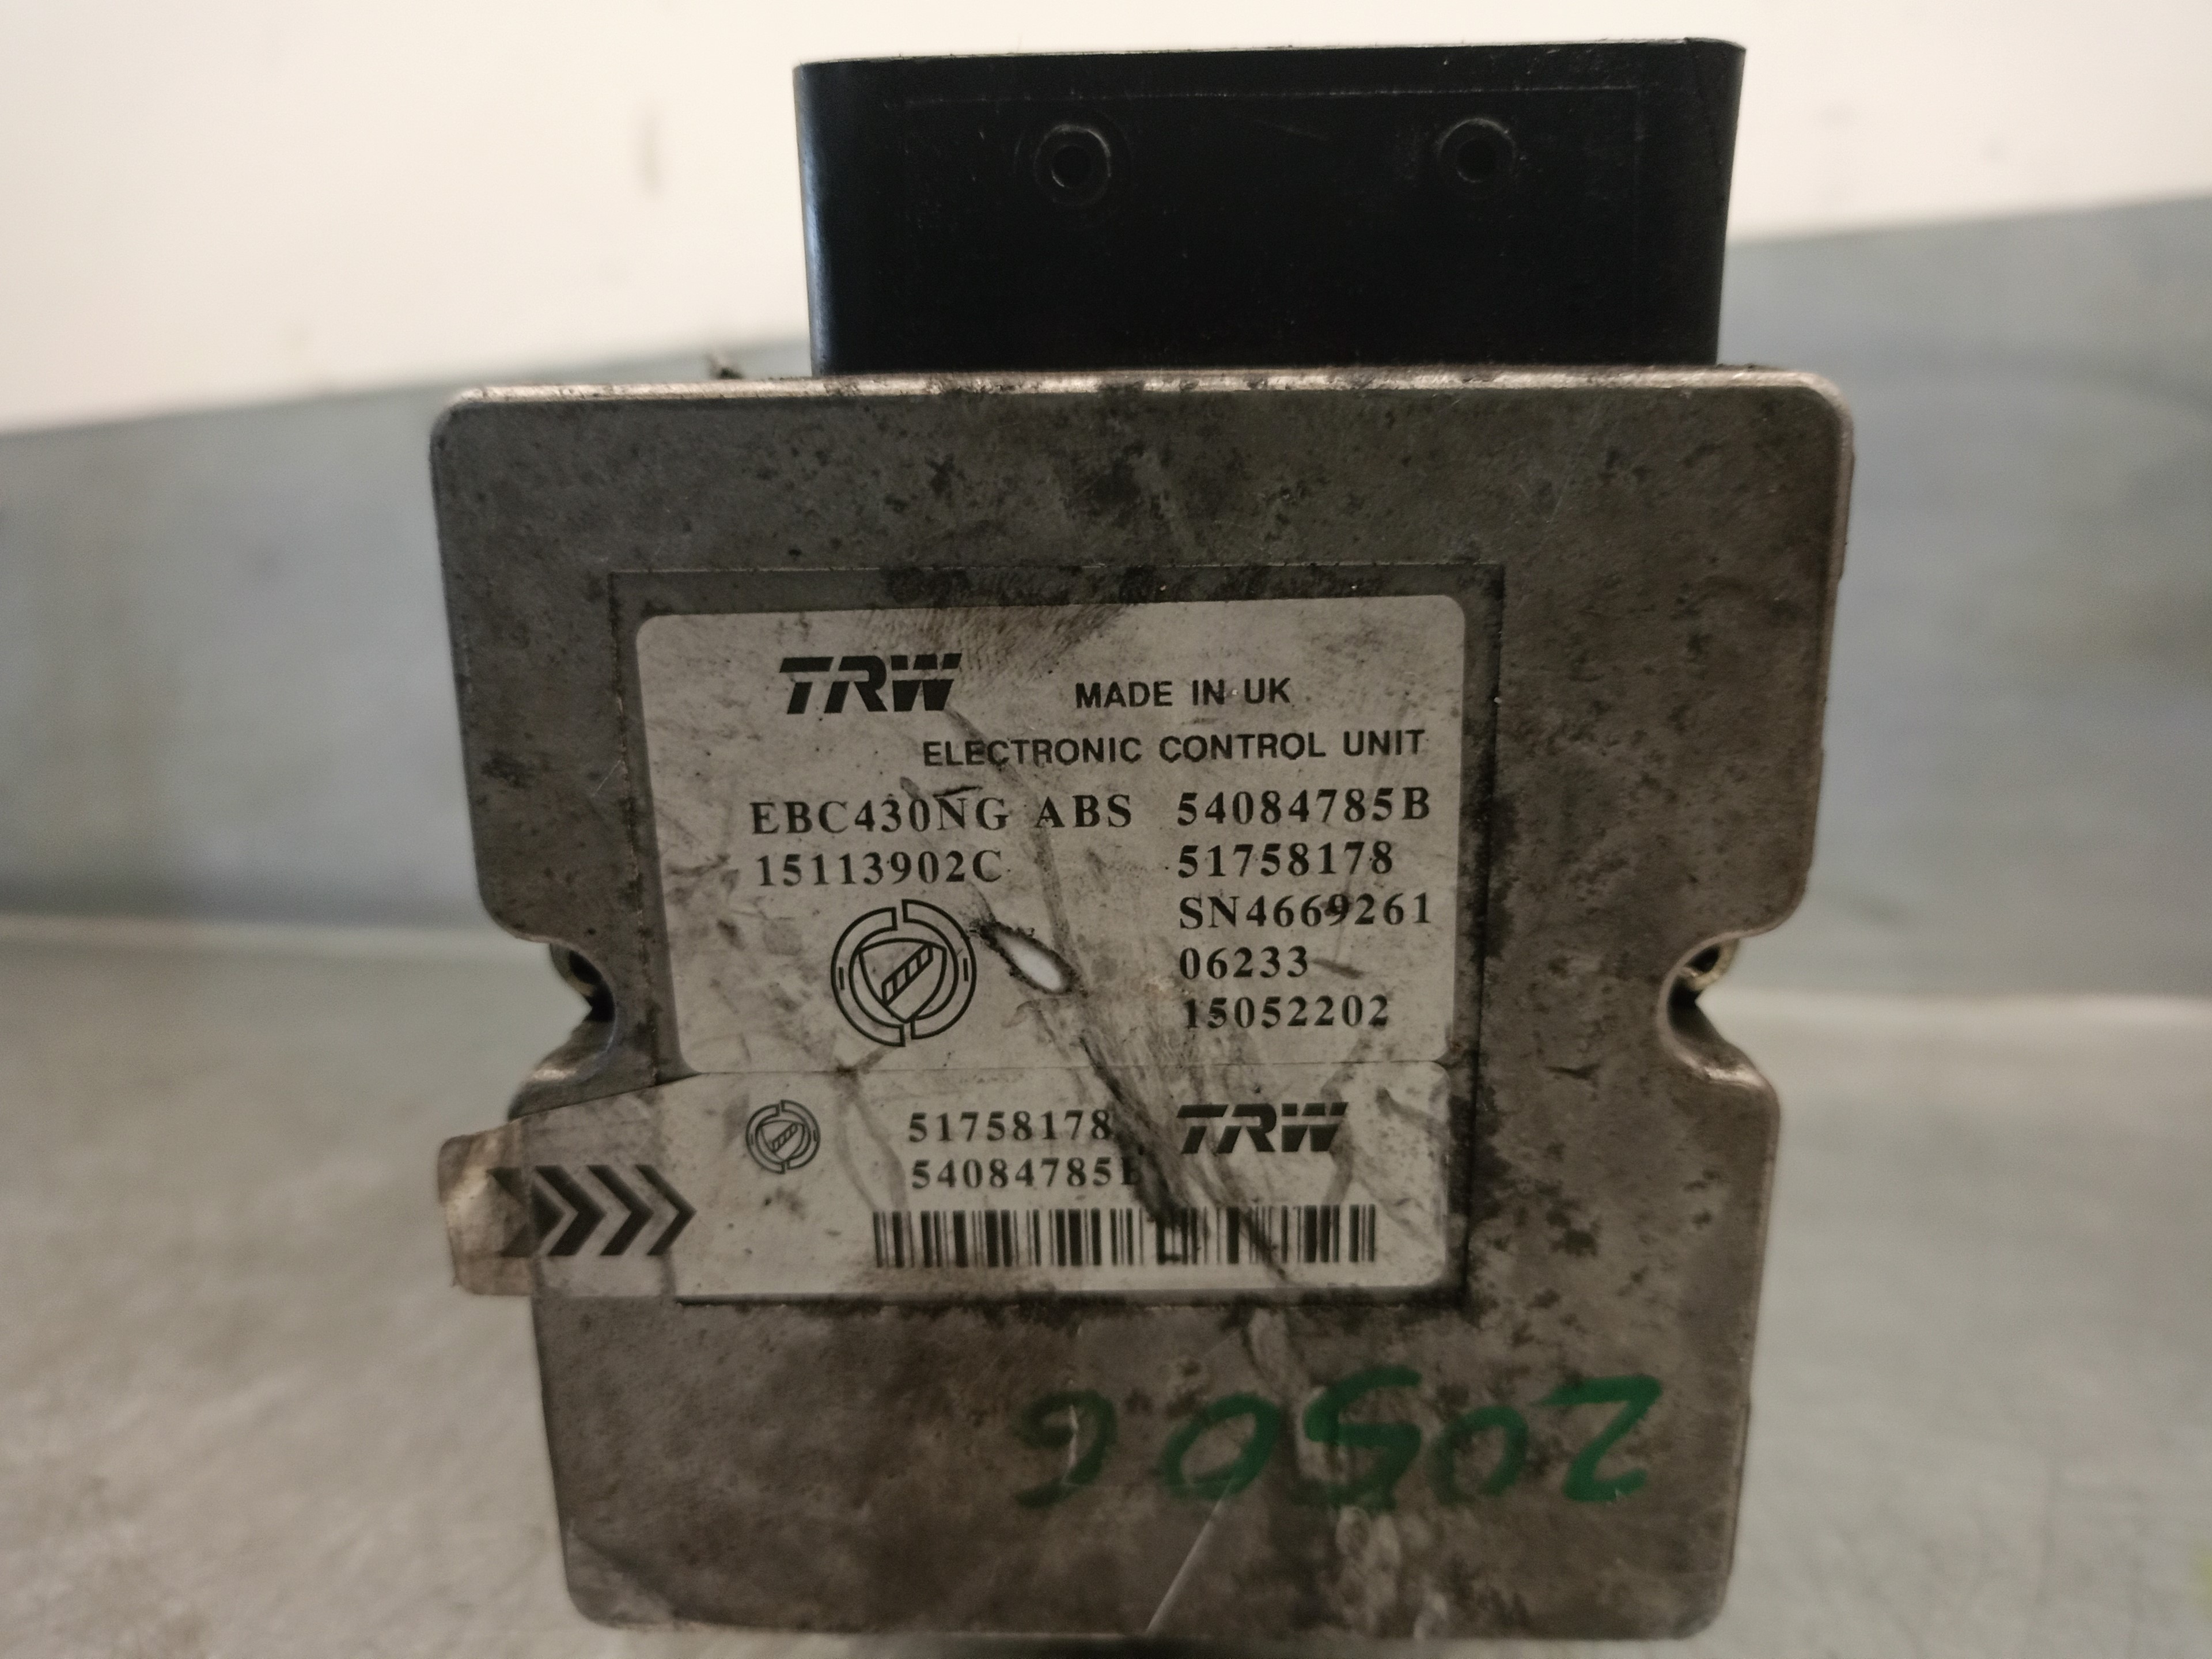 TRW MADE IN UK
ELECTRONIC CONTROL UNIT
EBC430NG ABS 54084785B
15113902C 51758178
SN4669261
06233
15052202
51758178 TRW
54084785B
20506